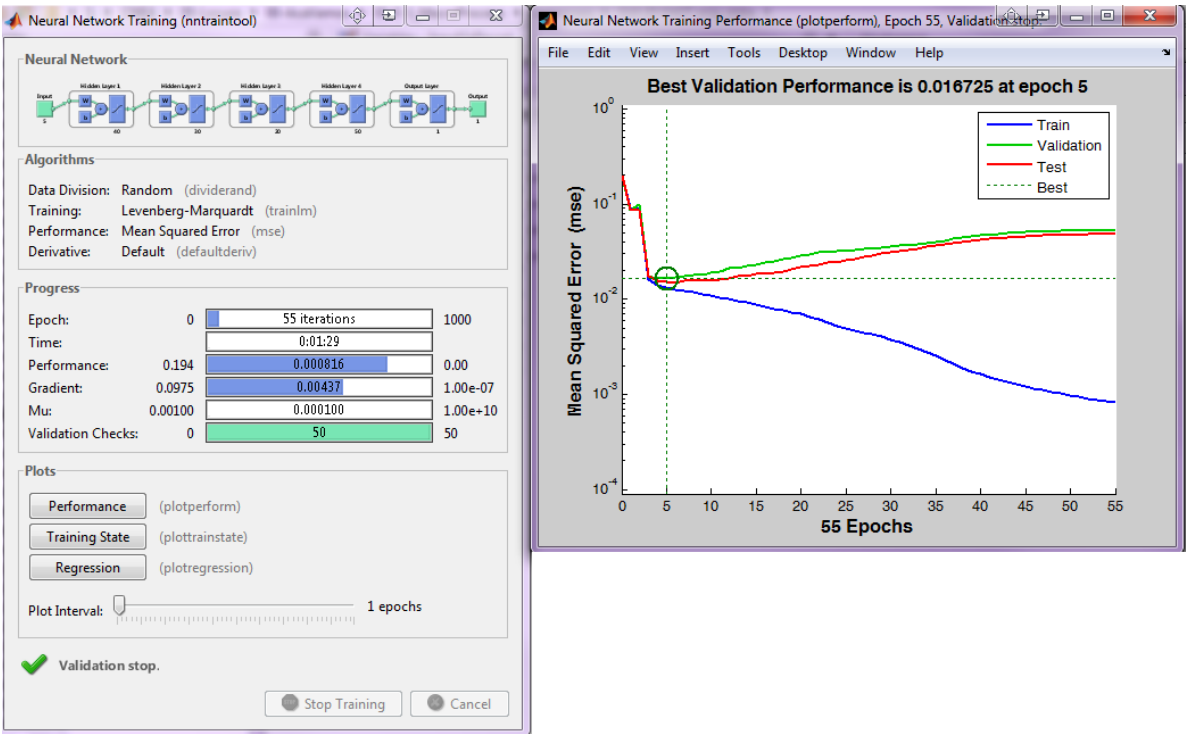 Neural Network Training (nntraintool)
Neural Network
Hidden Layer 1 Hidden Layer 2 Hidden Layer 3 Hidden Layer 4 Output Layer
Input Output
W W W W W
b b b b b
5 40 30 20 50 1 1
Algorithms
Data Division: Random (dividerand)
Training: Levenberg-Marquardt (trainlm)
Performance: Mean Squared Error (mse)
Derivative: Default (defaultderiv)
Progress
Epoch: 0 55 iterations 1000
Time: 0:01:29
Performance: 0.194 0.000816 0.00
Gradient: 0.0975 0.00437 1.00e-07
Mu: 0.00100 0.000100 1.00e+10
Validation Checks: 0 50 50
Plots
Performance (plotperform)
Training State (plottrainstate)
Regression (plotregression)
Plot Interval: 1 epochs
Validation stop.
Stop Training Cancel
Neural Network Training Performance (plotperform), Epoch 55, Validation stop.
File Edit View Insert Tools Desktop Window Help
Best Validation Performance is 0.016725 at epoch 5
Mean Squared Error (mse)
10^0
10^-1
10^-2
10^-3
10^-4
Train
Validation
Test
Best
0 5 10 15 20 25 30 35 40 45 50 55
55 Epochs